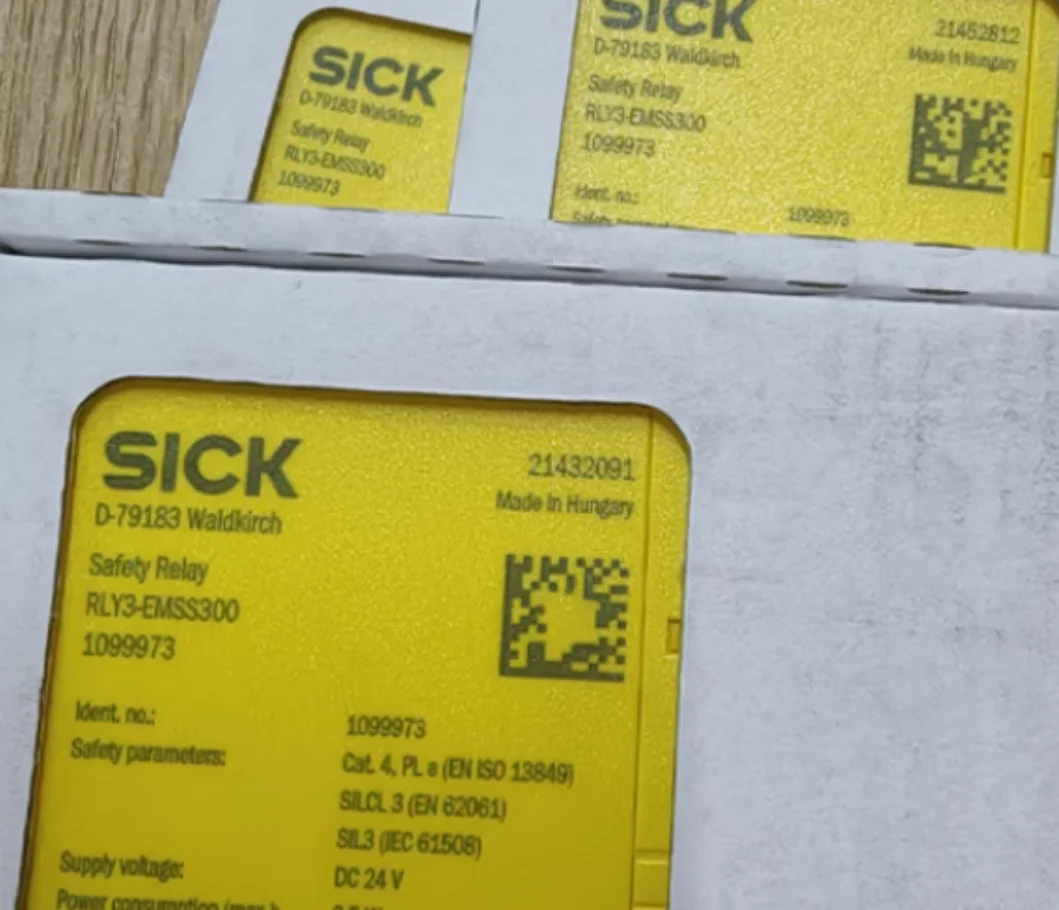 SICK
D-79183 Waldkirch
Safety Relay
RLY3-EMSS300
1099973
SICK
D-79183 Waldkirch
21452812
Made in Hungary
Safety Relay
RLY3-EMSS300
1099973
Ident. no.:
1099973
SICK
D-79183 Waldkirch
21432091
Made in Hungary
Safety Relay
RLY3-EMSS300
1099973
Ident. no.: 1099973
Safety parameters: Cat. 4, PL e (EN ISO 13849)
SILCL 3 (EN 62061)
SIL3 (IEC 61508)
Supply voltage: DC 24 V
Power consumption